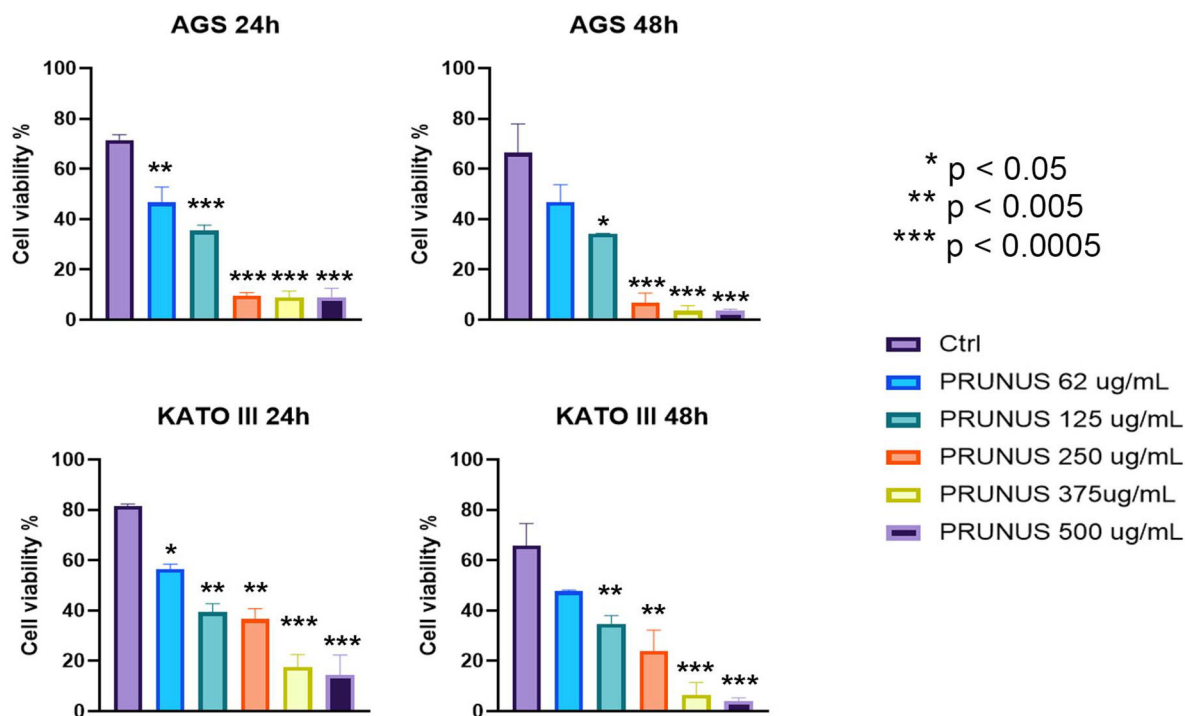 AGS 24h
Cell viability %
100
80
60
40
20
0
**
***
***
***
***
AGS 48h
Cell viability %
100
80
60
40
20
0
*
***
***
***
* p < 0.05
** p < 0.005
*** p < 0.0005
Ctrl
PRUNUS 62 ug/mL
PRUNUS 125 ug/mL
PRUNUS 250 ug/mL
PRUNUS 375ug/mL
PRUNUS 500 ug/mL
KATO III 24h
Cell viability %
100
80
60
40
20
0
*
**
**
***
***
KATO III 48h
Cell viability %
100
80
60
40
20
0
**
**
***
***